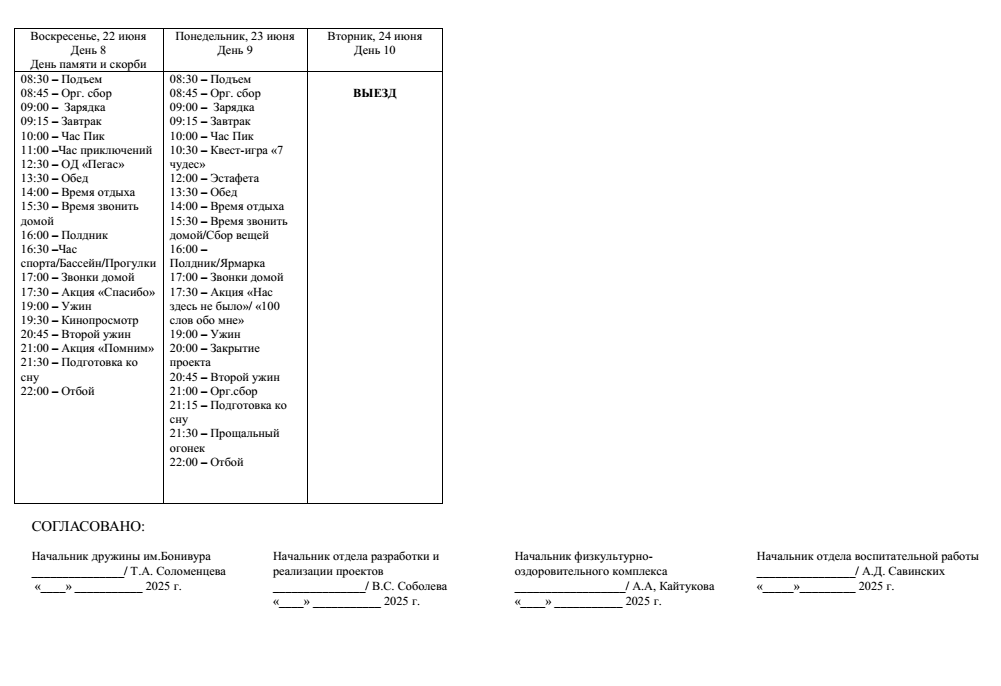 Воскресенье, 22 июня
День 8
День памяти и скорби
08:30 – Подъем
08:45 – Орг. сбор
09:00 – Зарядка
09:15 – Завтрак
10:00 – Час Пик
11:00 –Час приключений
12:30 – ОД «Пегас»
13:30 – Обед
14:00 – Время отдыха
15:30 – Время звонить
домой
16:00 – Полдник
16:30 –Час
спорта/Бассейн/Прогулки
17:00 – Звонки домой
17:30 – Акция «Спасибо»
19:00 – Ужин
19:30 – Кинопросмотр
20:45 – Второй ужин
21:00 – Акция «Помним»
21:30 – Подготовка ко
сну
22:00 – Отбой
Понедельник, 23 июня
День 9
08:30 – Подъем
08:45 – Орг. сбор
09:00 – Зарядка
09:15 – Завтрак
10:00 – Час Пик
10:30 – Квест-игра «7
чудес»
12:00 – Эстафета
13:30 – Обед
14:00 – Время отдыха
15:30 – Время звонить
домой/Сбор вещей
16:00 –
Полдник/Ярмарка
17:00 – Звонки домой
17:30 – Акция «Нас
здесь не было»/ «100
слов обо мне»
19:00 – Ужин
20:00 – Закрытие
проекта
20:45 – Второй ужин
21:00 – Орг.сбор
21:15 – Подготовка ко
сну
21:30 – Прощальный
огонек
22:00 – Отбой
Вторник, 24 июня
День 10
ВЫЕЗД
СОГЛАСОВАНО:
Начальник дружины им.Бонивура
_______________/ Т.А. Соломенцева
«____» ___________ 2025 г.
Начальник отдела разработки и
реализации проектов
_______________/ В.С. Соболева
«____» ___________ 2025 г.
Начальник физкультурно-
оздоровительного комплекса
__________________/ А.А, Кайтукова
«____» ___________ 2025 г.
Начальник отдела воспитательной работы
________________/ А.Д. Савинских
«_____»_________ 2025 г.